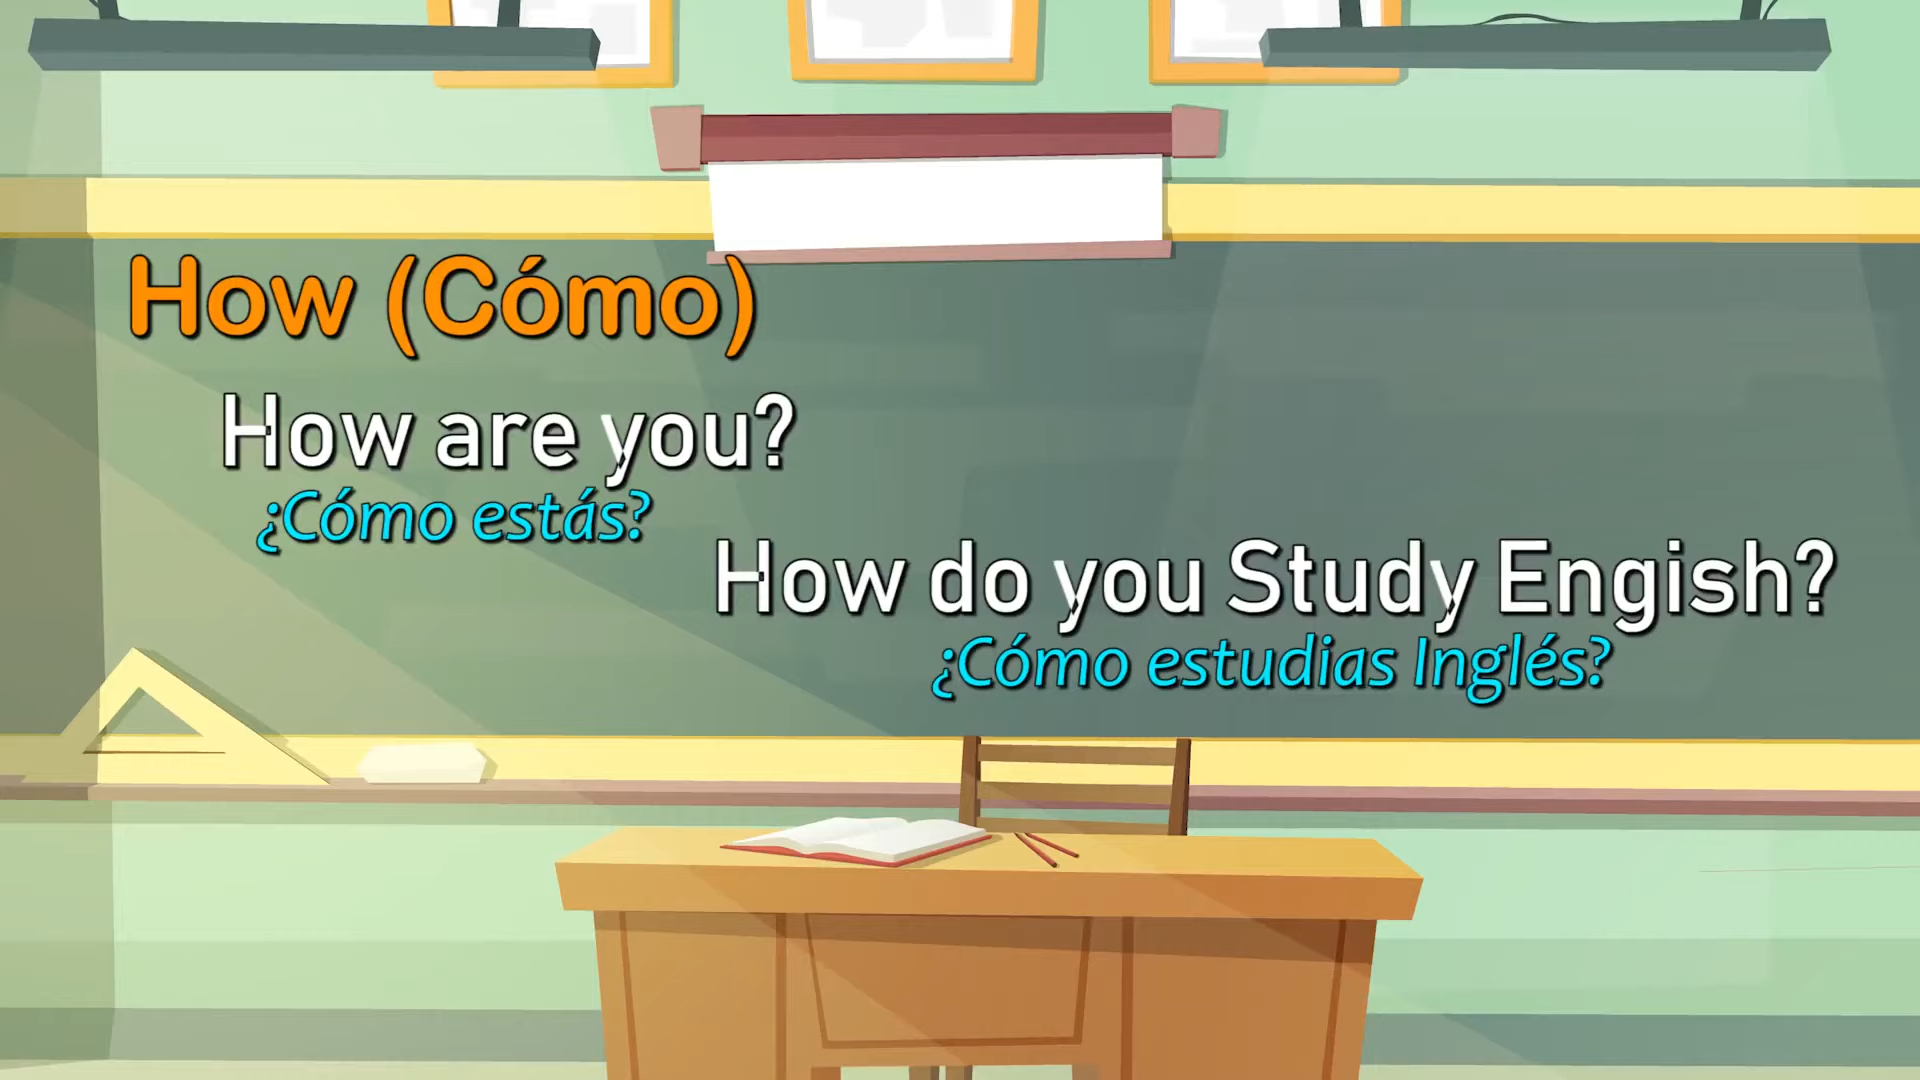 How (Cómo)
How are you?
¿Cómo estás?
How do you Study Engish?
¿Cómo estudias Inglés?